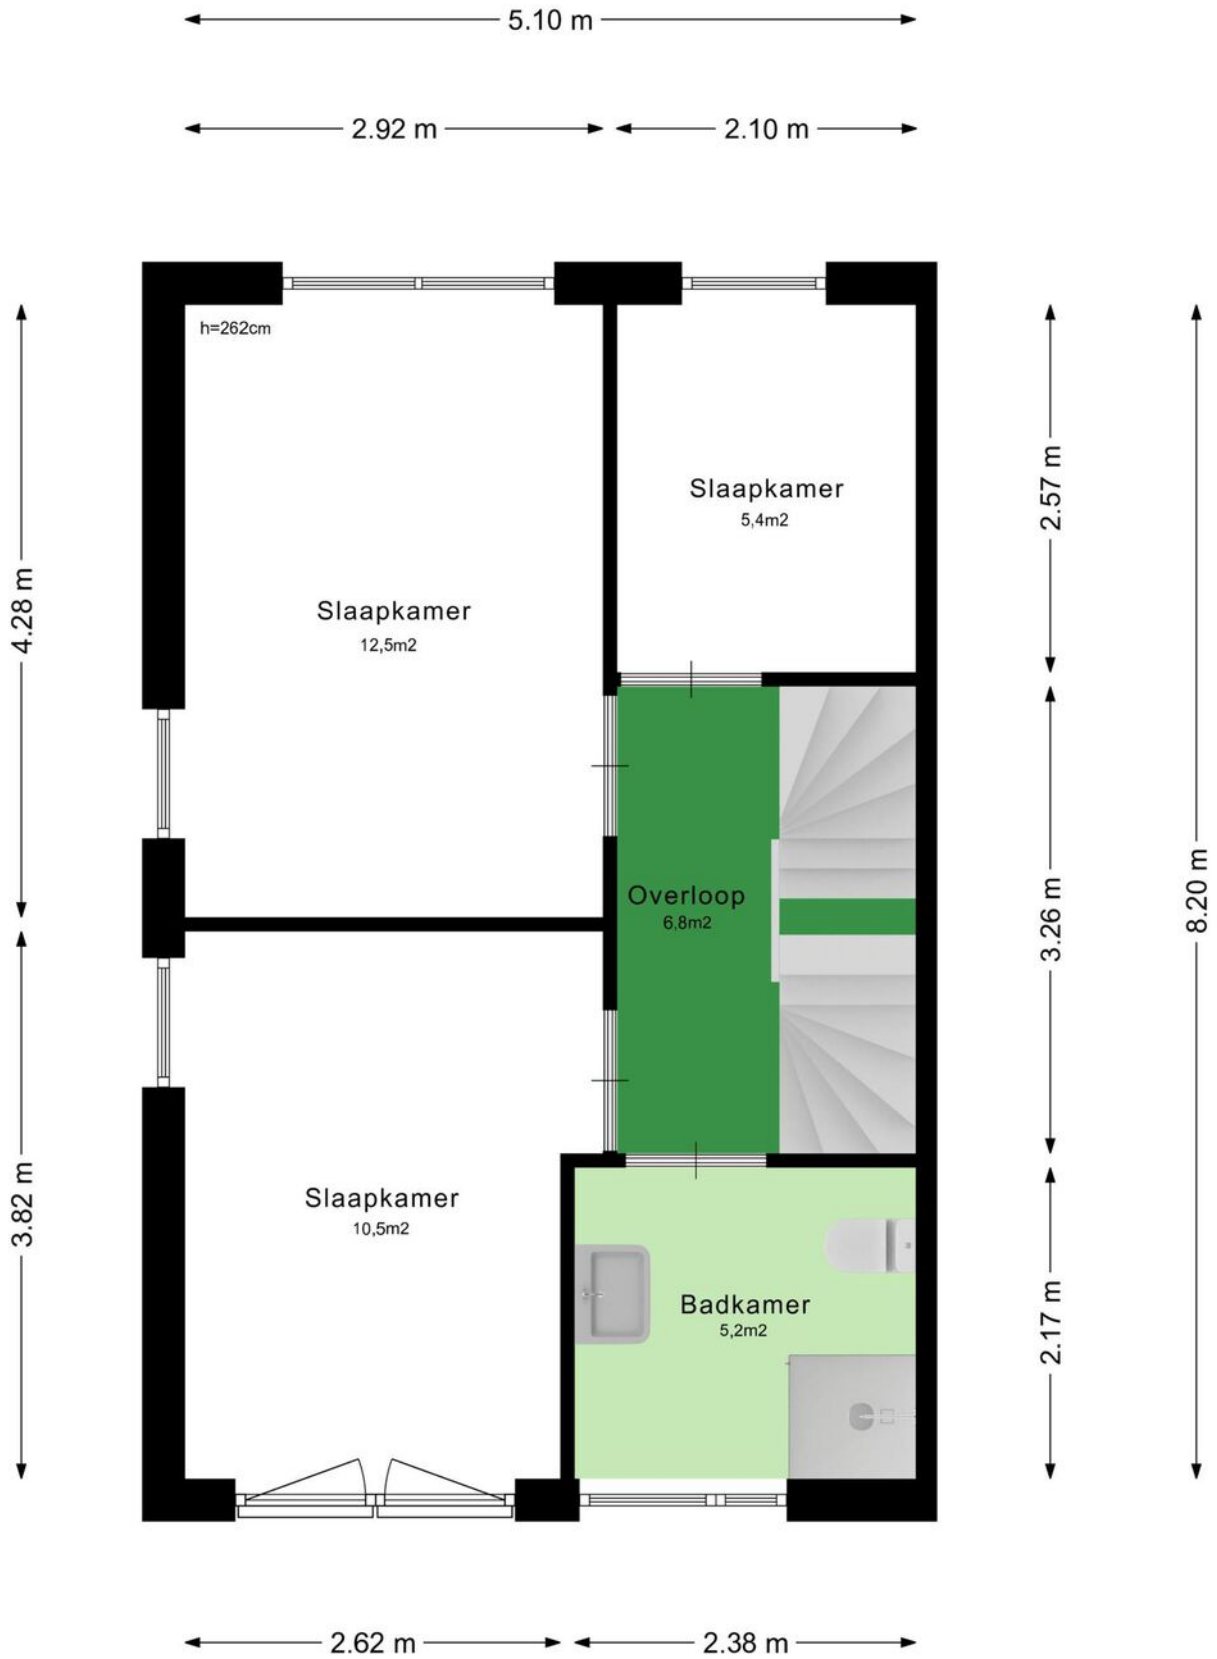 5.10 m
2.92 m
2.10 m
h=262cm
Slaapkamer
5,4m2
2.57 m
4.28 m
Slaapkamer
12,5m2
Overloop
6,8m2
3.26 m
8.20 m
3.82 m
Slaapkamer
10,5m2
Badkamer
5,2m2
2.17 m
2.62 m
2.38 m